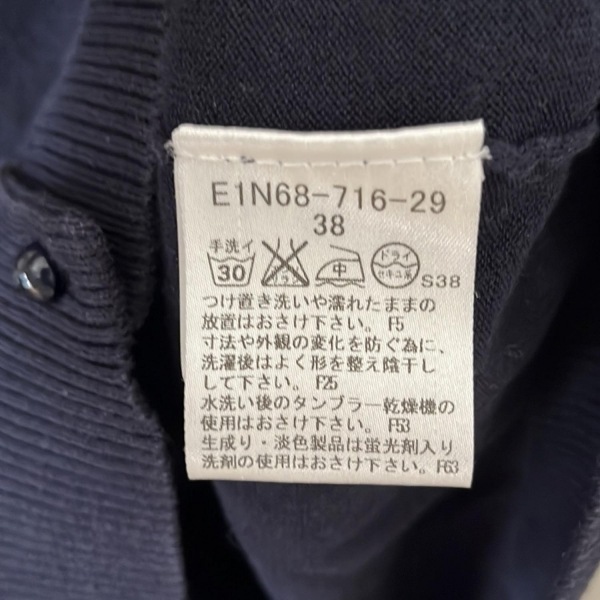 E1N68-716-29
38
手洗イ
30
エンソ
サラシ
中
ドライ
セキユ系
S38
つけ置き洗いや濡れたままの
放置はおさけ下さい。F5
寸法や外観の変化を防ぐ為に、
洗濯後はよく形を整え陰干し
して下さい。F25
水洗い後のタンブラー乾燥機の
使用はおさけ下さい。F53
生成り・淡色製品は蛍光剤入り
洗剤の使用はおさけ下さい。F63